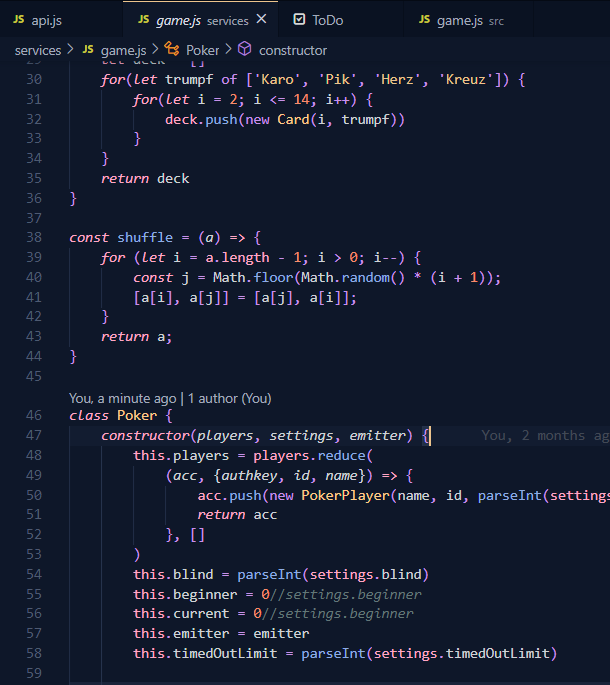 JS api.js JS game.js services ToDo JS game.js src
services > JS game.js > Poker > constructor
30 for(let trumpf of ['Karo', 'Pik', 'Herz', 'Kreuz']) {
31 for(let i = 2; i <= 14; i++) {
32 deck.push(new Card(i, trumpf))
33 }
34 }
35 return deck
36 }
37
38 const shuffle = (a) => {
39 for (let i = a.length - 1; i > 0; i--) {
40 const j = Math.floor(Math.random() * (i + 1));
41 [a[i], a[j]] = [a[j], a[i]];
42 }
43 return a;
44 }
45
You, a minute ago | 1 author (You)
46 class Poker {
47 constructor(players, settings, emitter) { You, 2 months ag
48 this.players = players.reduce(
49 (acc, {authkey, id, name}) => {
50 acc.push(new PokerPlayer(name, id, parseInt(settings
51 return acc
52 }, []
53 )
54 this.blind = parseInt(settings.blind)
55 this.beginner = 0//settings.beginner
56 this.current = 0//settings.beginner
57 this.emitter = emitter
58 this.timedOutLimit = parseInt(settings.timedOutLimit)
59